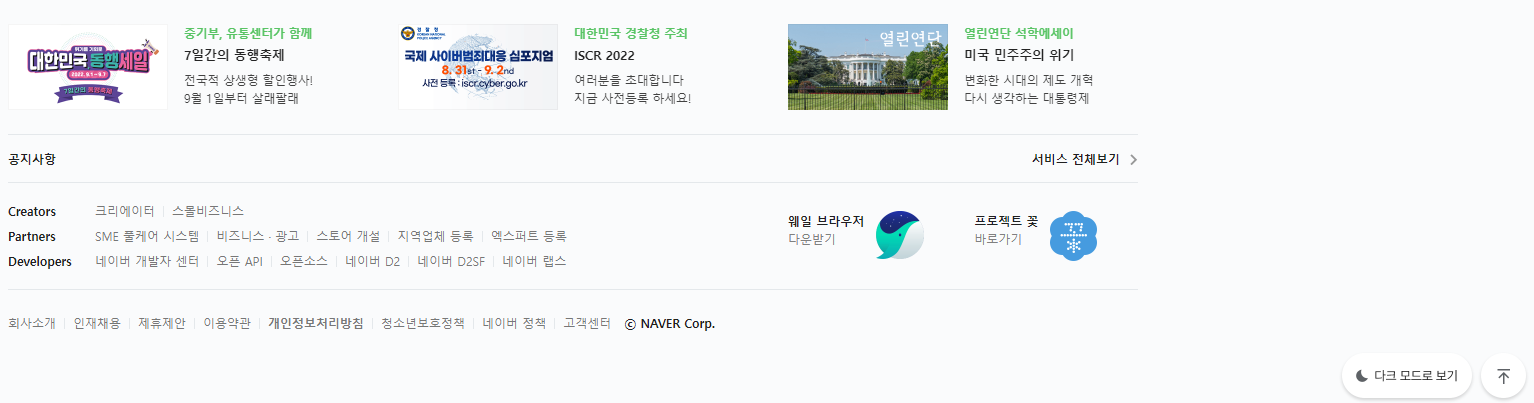 위기를 기회로
대한민국 동행세일
2022. 9.1 ~ 9.7
7일간의 동행축제
중기부, 유통센터가 함께
7일간의 동행축제
전국적 상생형 할인행사!
9월 1일부터 살래팔래
경찰청
KOREAN NATIONAL POLICE AGENCY
국제 사이버범죄대응 심포지엄
8. 31st - 9. 2nd
사전 등록 : iscr.cyber.go.kr
대한민국 경찰청 주최
ISCR 2022
여러분을 초대합니다
지금 사전등록 하세요!
열린연단
열린연단 석학에세이
미국 민주주의 위기
변화한 시대의 제도 개혁
다시 생각하는 대통령제
공지사항
서비스 전체보기
Creators 크리에이터 스몰비즈니스
Partners SME 풀케어 시스템 비즈니스 · 광고 스토어 개설 지역업체 등록 엑스퍼트 등록
Developers 네이버 개발자 센터 오픈 API 오픈소스 네이버 D2 네이버 D2SF 네이버 랩스
웨일 브라우저
다운받기
프로젝트 꽃
바로가기
회사소개 인재채용 제휴제안 이용약관 개인정보처리방침 청소년보호정책 네이버 정책 고객센터 ⓒ NAVER Corp.
다크 모드로 보기